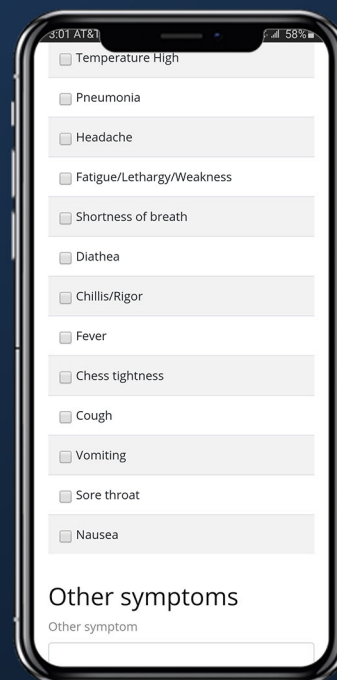 3:01 AT&T 58%
Temperature High
Pneumonia
Headache
Fatigue/Lethargy/Weakness
Shortness of breath
Diathea
Chillis/Rigor
Fever
Chess tightness
Cough
Vomiting
Sore throat
Nausea
Other symptoms
Other symptom